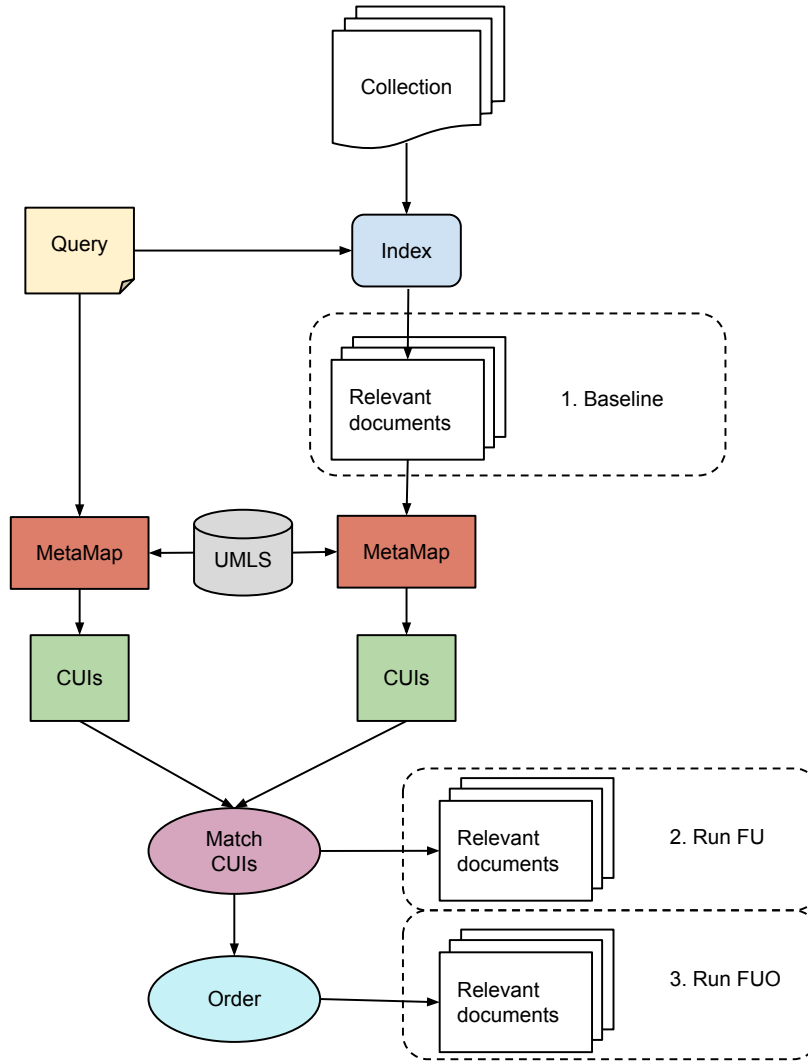 Collection
Query
Index
Relevant
documents
1. Baseline
MetaMap
UMLS
MetaMap
CUIs
CUIs
Match
CUIs
Relevant
documents
2. Run FU
Order
Relevant
documents
3. Run FUO